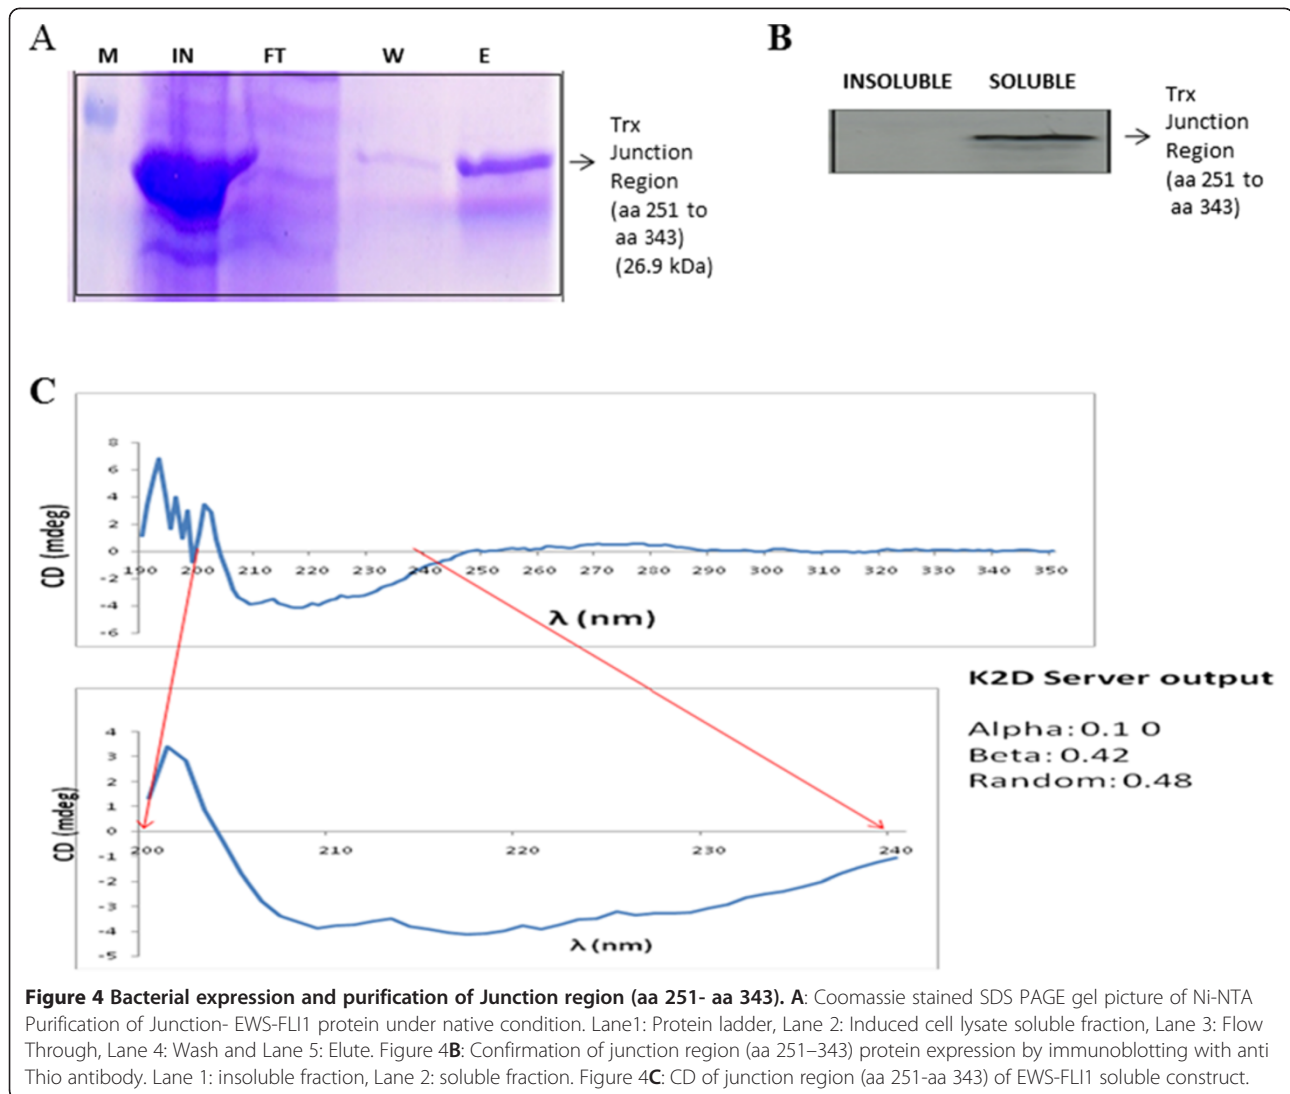 A
M IN FT W E
Trx
Junction
Region
(aa 251 to
aa 343)
(26.9 kDa)
B
INSOLUBLE SOLUBLE
Trx
Junction
Region
(aa 251 to
aa 343)
C
8
6
4
2
0
-2
-4
-6
190 200 210 220 230 240 250 260 270 280 290 300 310 320 330 340 350
CD (mdeg)
λ (nm)
4
3
2
1
0
-1
-2
-3
-4
-5
200 210 220 230 240
CD (mdeg)
λ (nm)
K2D Server output
Alpha: 0.1 0
Beta: 0.42
Random: 0.48
Figure 4 Bacterial expression and purification of Junction region (aa 251- aa 343). A: Coomassie stained SDS PAGE gel picture of Ni-NTA
Purification of Junction- EWS-FLI1 protein under native condition. Lane1: Protein ladder, Lane 2: Induced cell lysate soluble fraction, Lane 3: Flow
Through, Lane 4: Wash and Lane 5: Elute. Figure 4B: Confirmation of junction region (aa 251–343) protein expression by immunoblotting with anti
Thio antibody. Lane 1: insoluble fraction, Lane 2: soluble fraction. Figure 4C: CD of junction region (aa 251-aa 343) of EWS-FLI1 soluble construct.